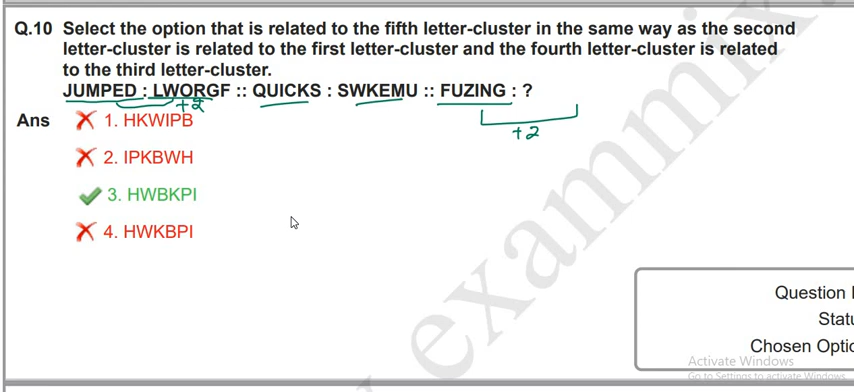 Q.10 Select the option that is related to the fifth letter-cluster in the same way as the second
letter-cluster is related to the first letter-cluster and the fourth letter-cluster is related
to the third letter-cluster.
JUMPED : LWORGF :: QUICKS : SWKEMU :: FUZING : ?
+2
+2
Ans 1. HKWIPB
2. IPKBWH
3. HWBKPI
4. HWKBPI
exammix
Question I
Statu
Chosen Optic
Activate Windows
Go to Settings to activate Windows.